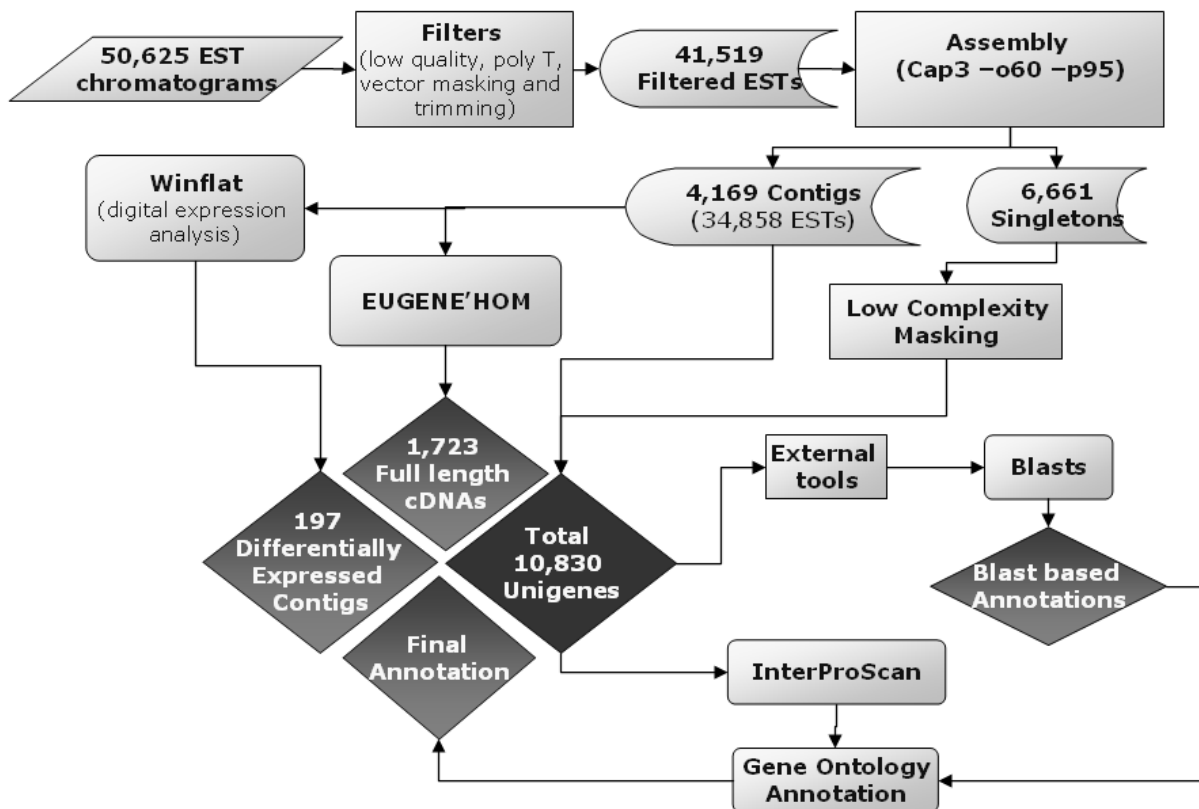 50,625 EST
chromatograms
Filters
(low quality, poly T,
vector masking and
trimming)
41,519
Filtered ESTs
Assembly
(Cap3 –o60 –p95)
Winflat
(digital expression
analysis)
4,169 Contigs
(34,858 ESTs)
6,661
Singletons
EUGENE’HOM
Low Complexity
Masking
1,723
Full length
cDNAs
External
tools
Blasts
197
Differentially
Expressed
Contigs
Total
10,830
Unigenes
Blast based
Annotations
Final
Annotation
InterProScan
Gene Ontology
Annotation